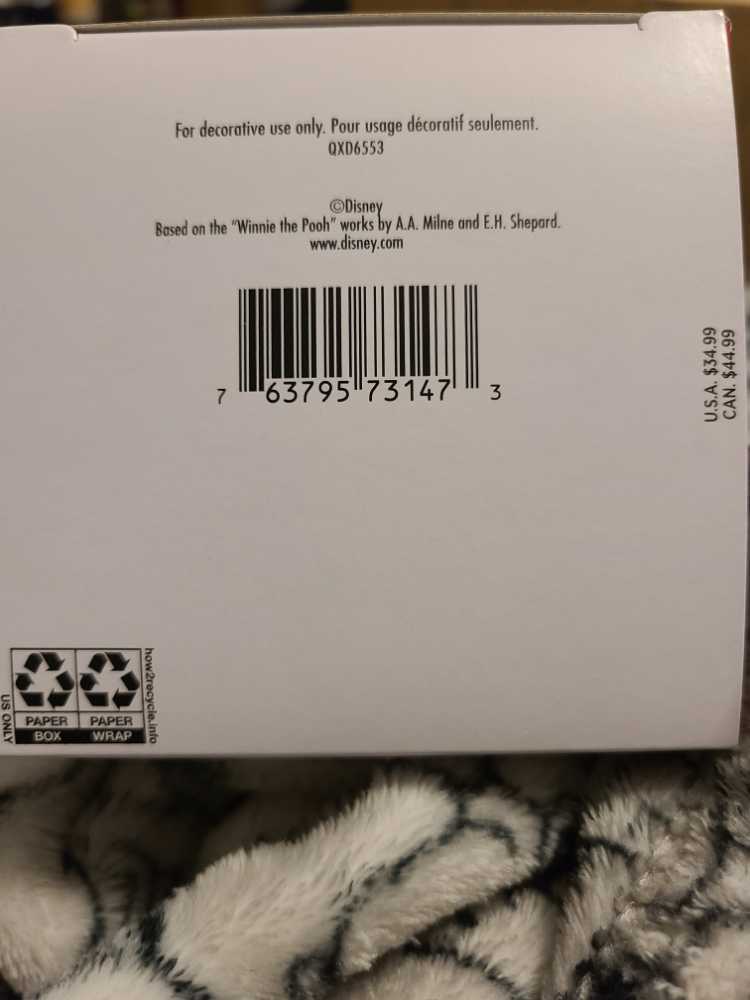 For decorative use only. Pour usage décoratif seulement.
QXD6553
©Disney
Based on the "Winnie the Pooh" works by A.A. Milne and E.H. Shepard.
www.disney.com
7 63795 73147 3
U.S.A. $34.99
CAN. $44.99
US ONLY
PAPER
BOX
PAPER
WRAP
how2recycle.info